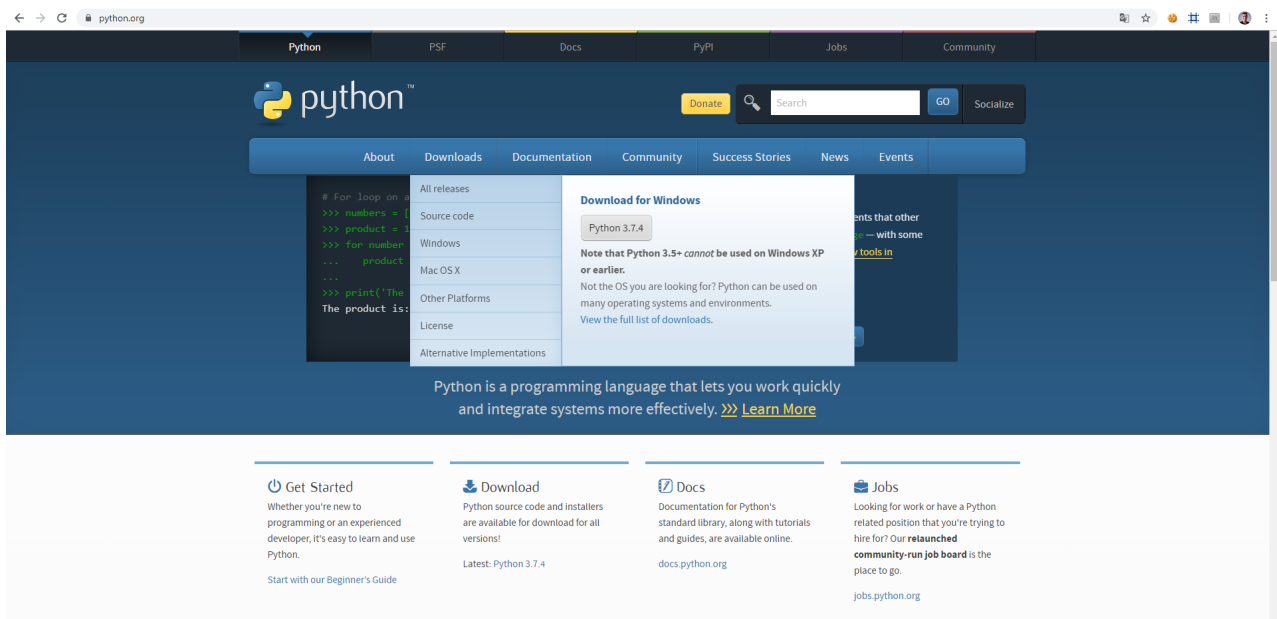 python.org
Python PSF Docs PyPI Jobs Community
python™
Donate Search GO Socialize
About Downloads Documentation Community Success Stories News Events
# For loop on a
>>> numbers = [
>>> product = 1
>>> for number
... product
...
>>> print('The
The product is:
All releases
Source code
Windows
Mac OS X
Other Platforms
License
Alternative Implementations
Download for Windows
Python 3.7.4
Note that Python 3.5+ cannot be used on Windows XP
or earlier.
Not the OS you are looking for? Python can be used on
many operating systems and environments.
View the full list of downloads.
that other
— with some
tools in
Python is a programming language that lets you work quickly
and integrate systems more effectively. >>> Learn More
Get Started
Whether you're new to
programming or an experienced
developer, it's easy to learn and use
Python.
Start with our Beginner's Guide
Download
Python source code and installers
are available for download for all
versions!
Latest: Python 3.7.4
Docs
Documentation for Python's
standard library, along with tutorials
and guides, are available online.
docs.python.org
Jobs
Looking for work or have a Python
related position that you're trying to
hire for? Our relaunched
community-run job board is the
place to go.
jobs.python.org